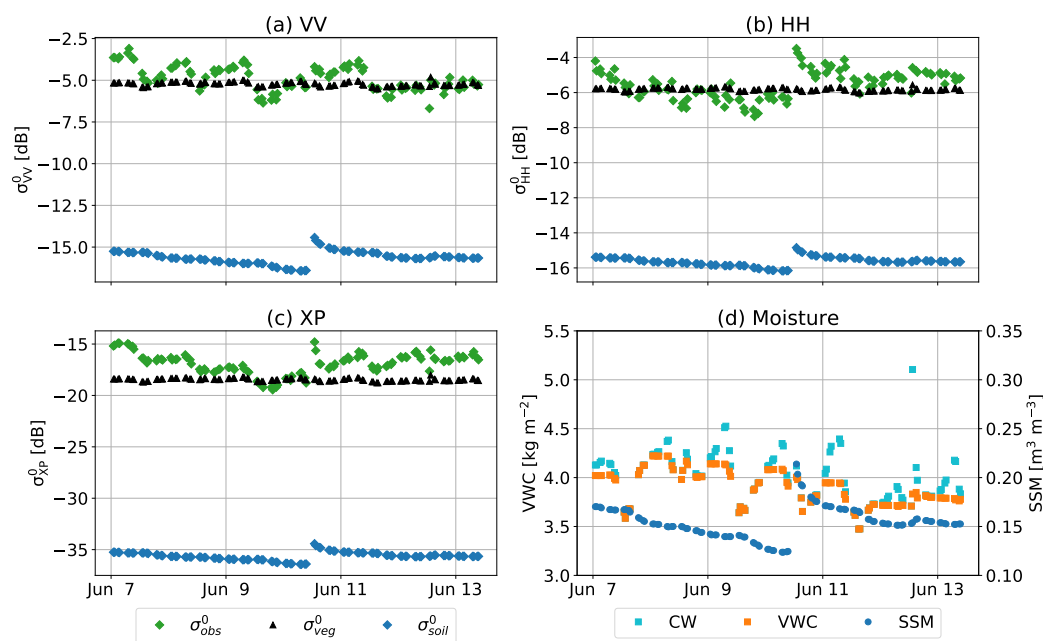 (a) VV
(b) HH
−2.5
−5.0
−7.5
−10.0
−12.5
−15.0
σ⁰VV [dB]
−4
−6
−8
−10
−12
−14
−16
σ⁰HH [dB]
(c) XP
(d) Moisture
−15
−20
−25
−30
−35
σ⁰XP [dB]
5.5
5.0
4.5
4.0
3.5
3.0
VWC [kg m⁻²]
0.35
0.30
0.25
0.20
0.15
0.10
SSM [m³ m⁻³]
Jun 7 Jun 9 Jun 11 Jun 13
Jun 7 Jun 9 Jun 11 Jun 13
σ⁰obs σ⁰veg σ⁰soil
CW VWC SSM